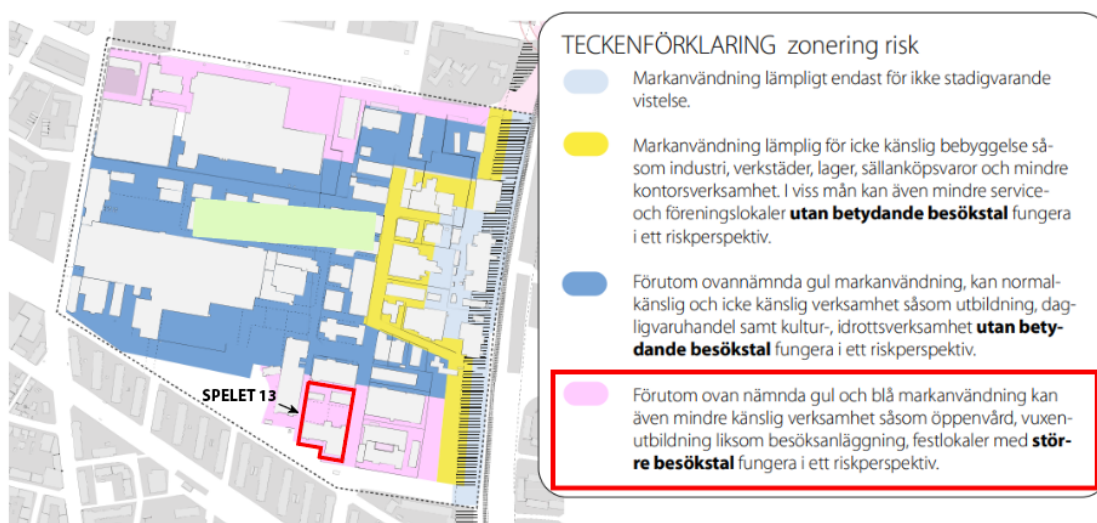 TECKENFÖRKLARING zonering risk
Markanvändning lämpligt endast för ikke stadigvarande
vistelse.
Markanvändning lämplig för icke känslig bebyggelse så-
som industri, verkstäder, lager, sällanköpsvaror och mindre
kontorsverksamhet. I viss mån kan även mindre service-
och föreningslokaler utan betydande besökstal fungera
i ett riskperspektiv.
Förutom ovannämnda gul markanvändning, kan normal-
känslig och icke känslig verksamhet såsom utbildning, dag-
ligvaruhandel samt kultur-, idrottsverksamhet utan bety-
dande besökstal fungera i ett riskperspektiv.
Förutom ovan nämnda gul och blå markanvändning kan
även mindre känslig verksamhet såsom öppenvård, vuxen-
utbildning liksom besöksanläggning, festlokaler med stör-
re besökstal fungera i ett riskperspektiv.
SPELET 13